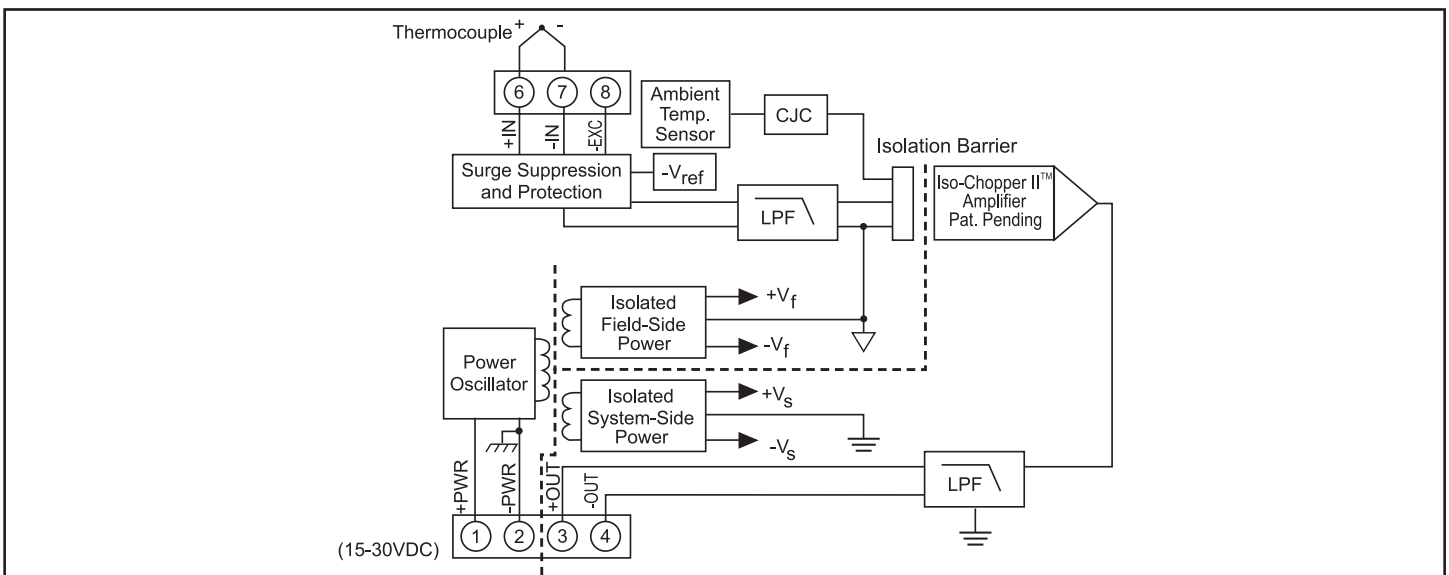 Thermocouple + -
6 7 8
+IN -IN -EXC
Ambient
Temp.
Sensor
CJC
Isolation Barrier
Surge Suppression
and Protection
-Vref
LPF
Iso-Chopper II™
Amplifier
Pat. Pending
Isolated
Field-Side
Power
+Vf
-Vf
Power
Oscillator
Isolated
System-Side
Power
+Vs
-Vs
+PWR -PWR +OUT -OUT
LPF
1 2 3 4
(15-30VDC)